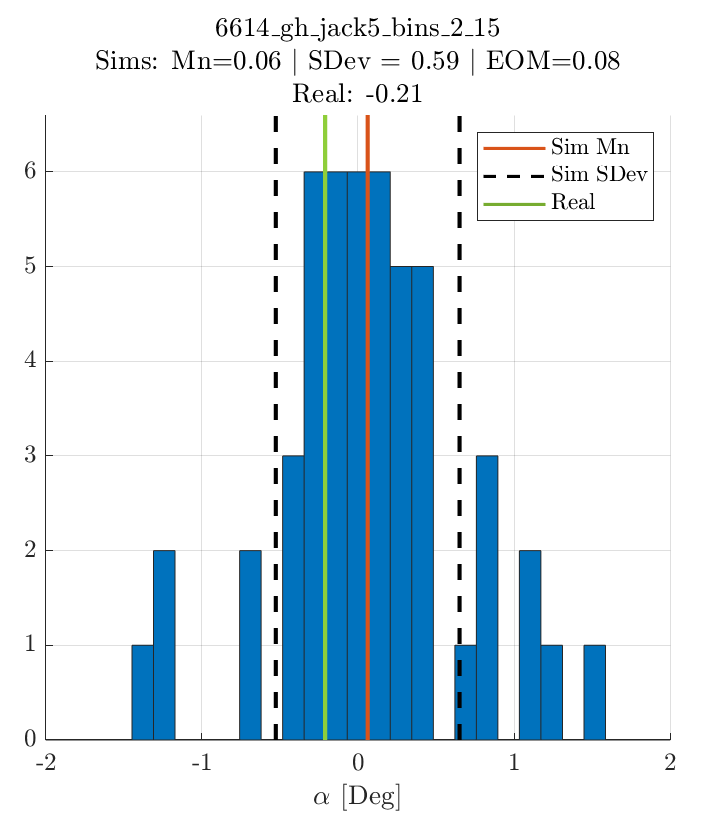 6614_gh_jack5_bins_2_15
Sims: Mn=0.06 | SDev = 0.59 | EOM=0.08
Real: -0.21
Sim Mn
Sim SDev
Real
6
5
4
3
2
1
0
-2 -1 0 1 2
α [Deg]